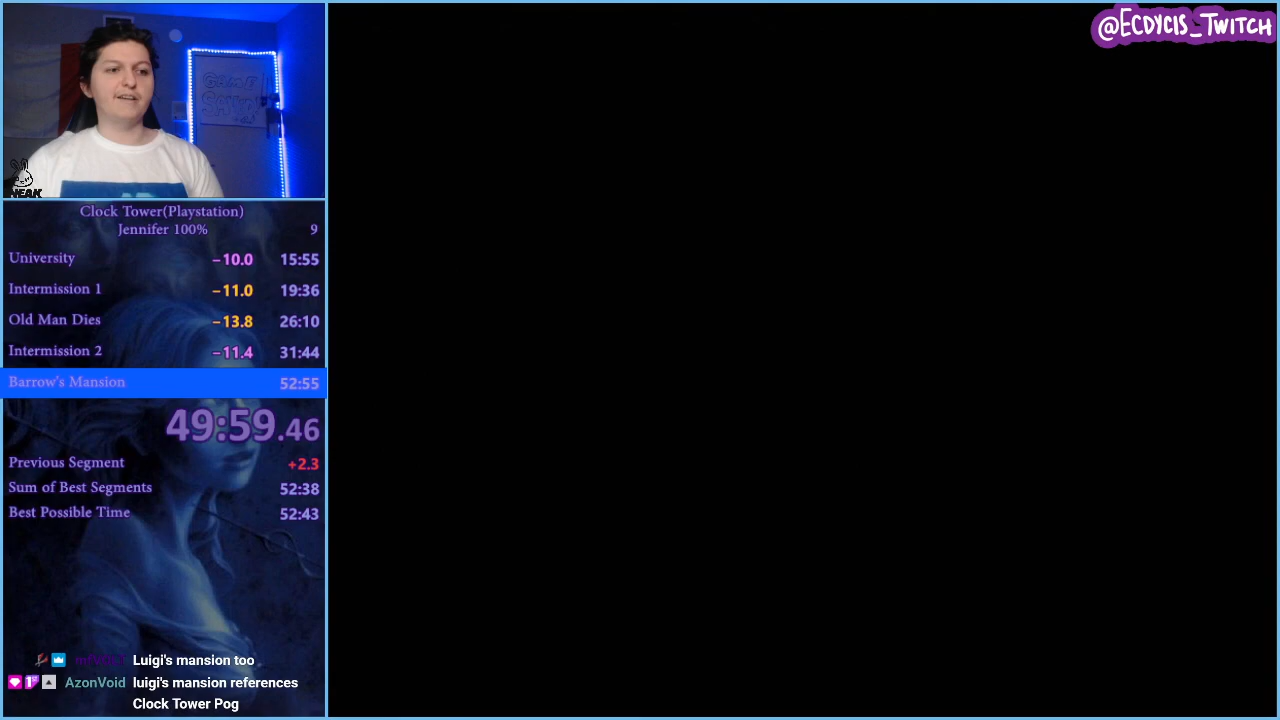 @ECDYCIS_TWITCH
GAME
Clock Tower(Playstation)
Jennifer 100% 9
University −10.0 15:55
Intermission 1 −11.0 19:36
Old Man Dies −13.8 26:10
Intermission 2 −11.4 31:44
Barrow's Mansion 52:55
49:59.46
Previous Segment +2.3
Sum of Best Segments 52:38
Best Possible Time 52:43
Luigi's mansion too
AzonVoid luigi's mansion references
Clock Tower Pog